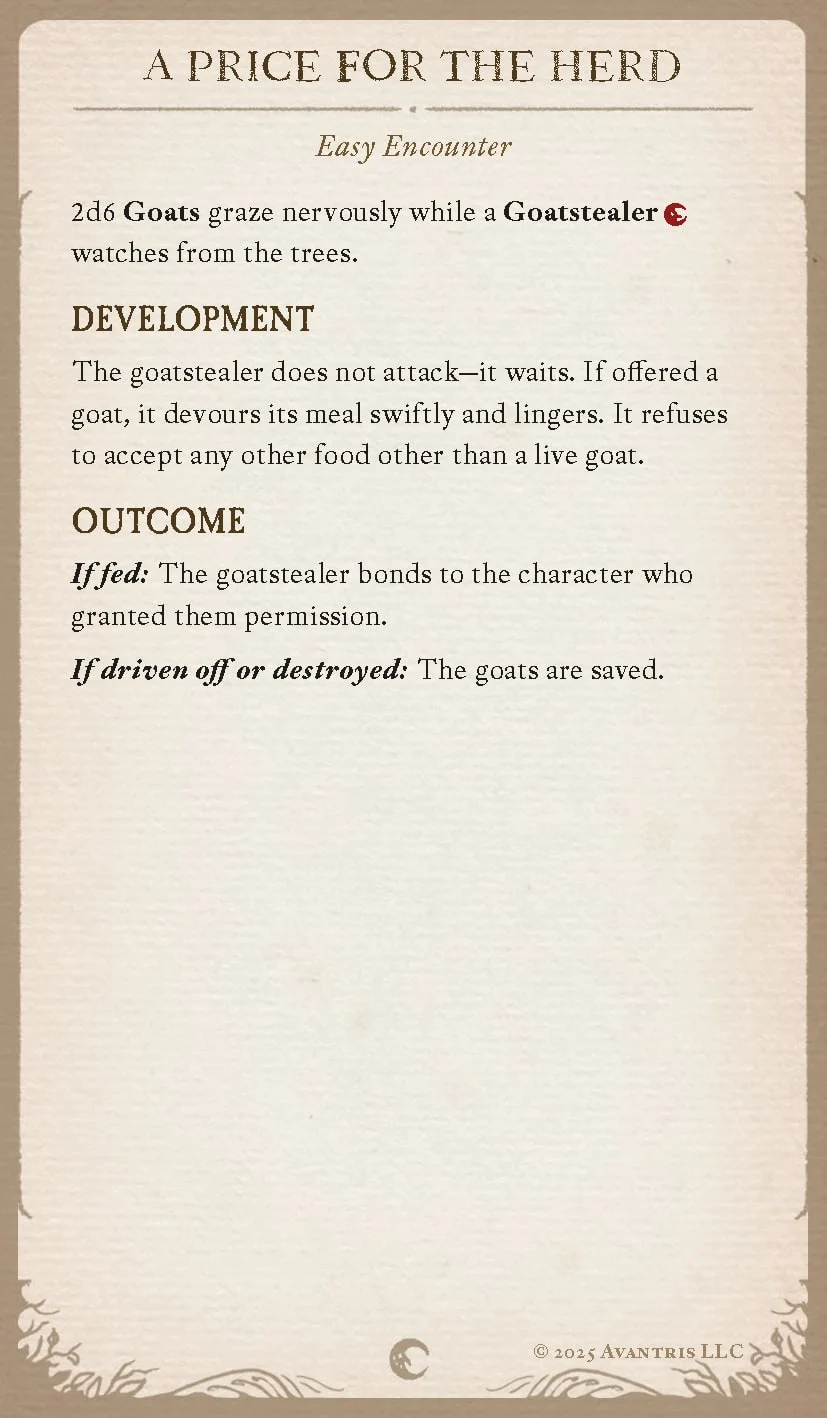 A PRICE FOR THE HERD
Easy Encounter
2d6 Goats graze nervously while a Goatstealer
watches from the trees.
DEVELOPMENT
The goatstealer does not attack—it waits. If offered a
goat, it devours its meal swiftly and lingers. It refuses
to accept any other food other than a live goat.
OUTCOME
If fed: The goatstealer bonds to the character who
granted them permission.
If driven off or destroyed: The goats are saved.
© 2025 AVANTRIS LLC